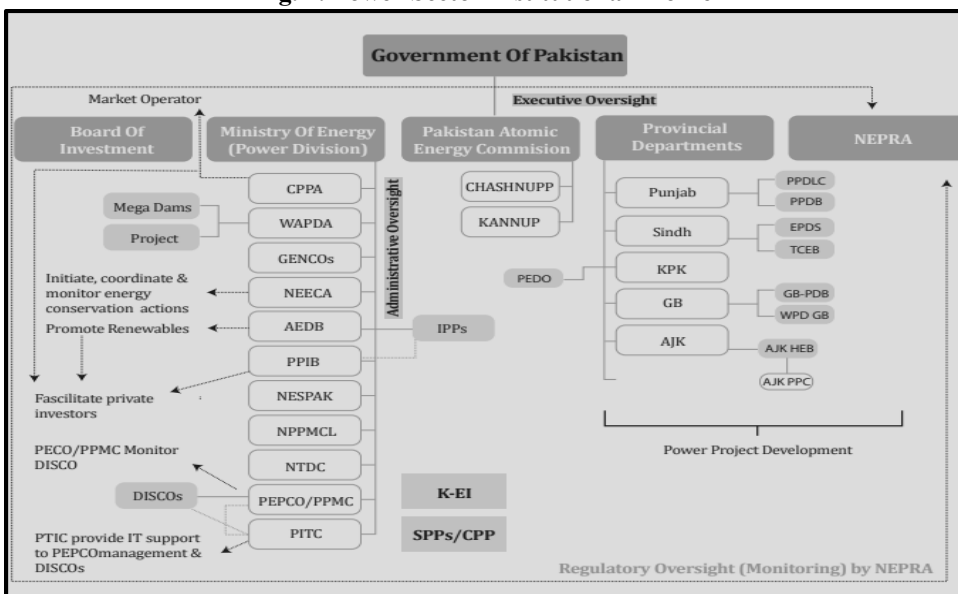 Government Of Pakistan
Market Operator
Executive Oversight
Board Of
Investment
Ministry Of Energy
(Power Division)
Pakistan Atomic
Energy Commision
Provincial
Departments
NEPRA
Administrative Oversight
CPPA
WAPDA
GENCOs
NEECA
AEDB
PPIB
NESPAK
NPPMCL
NTDC
PEPCO/PPMC
PITC
Mega Dams
Project
Initiate, coordinate &
monitor energy
conservation actions
Promote Renewables
Fascilitate private
investors
PECO/PPMC Monitor
DISCO
DISCOs
PTIC provide IT support
to PEPCOmanagement &
DISCOs
IPPs
CHASHNUPP
KANNUP
K-EI
SPPs/CPP
Punjab
Sindh
KPK
GB
AJK
PPDLC
PPDB
EPDS
TCEB
PEDO
GB-PDB
WPD GB
AJK HEB
AJK PPC
Power Project Development
Regulatory Oversight (Monitoring) by NEPRA